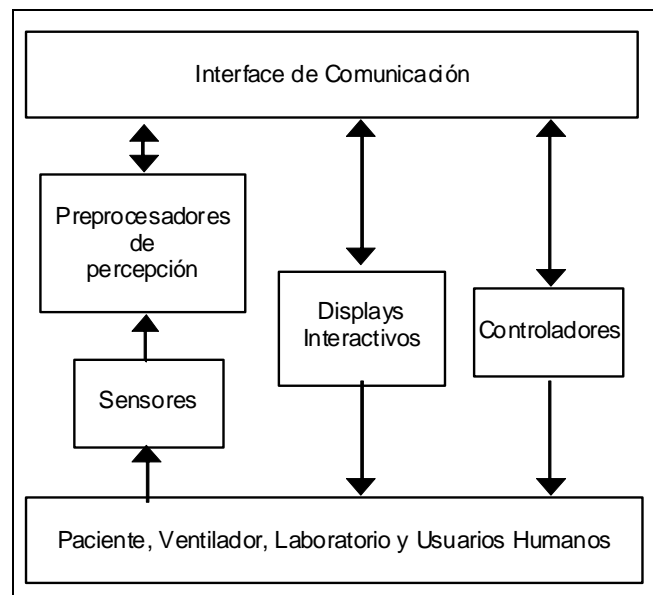 Interface de Comunicación
Preprocesadores
de
percepción
Displays
Interactivos
Controladores
Sensores
Paciente, Ventilador, Laboratorio y Usuarios Humanos